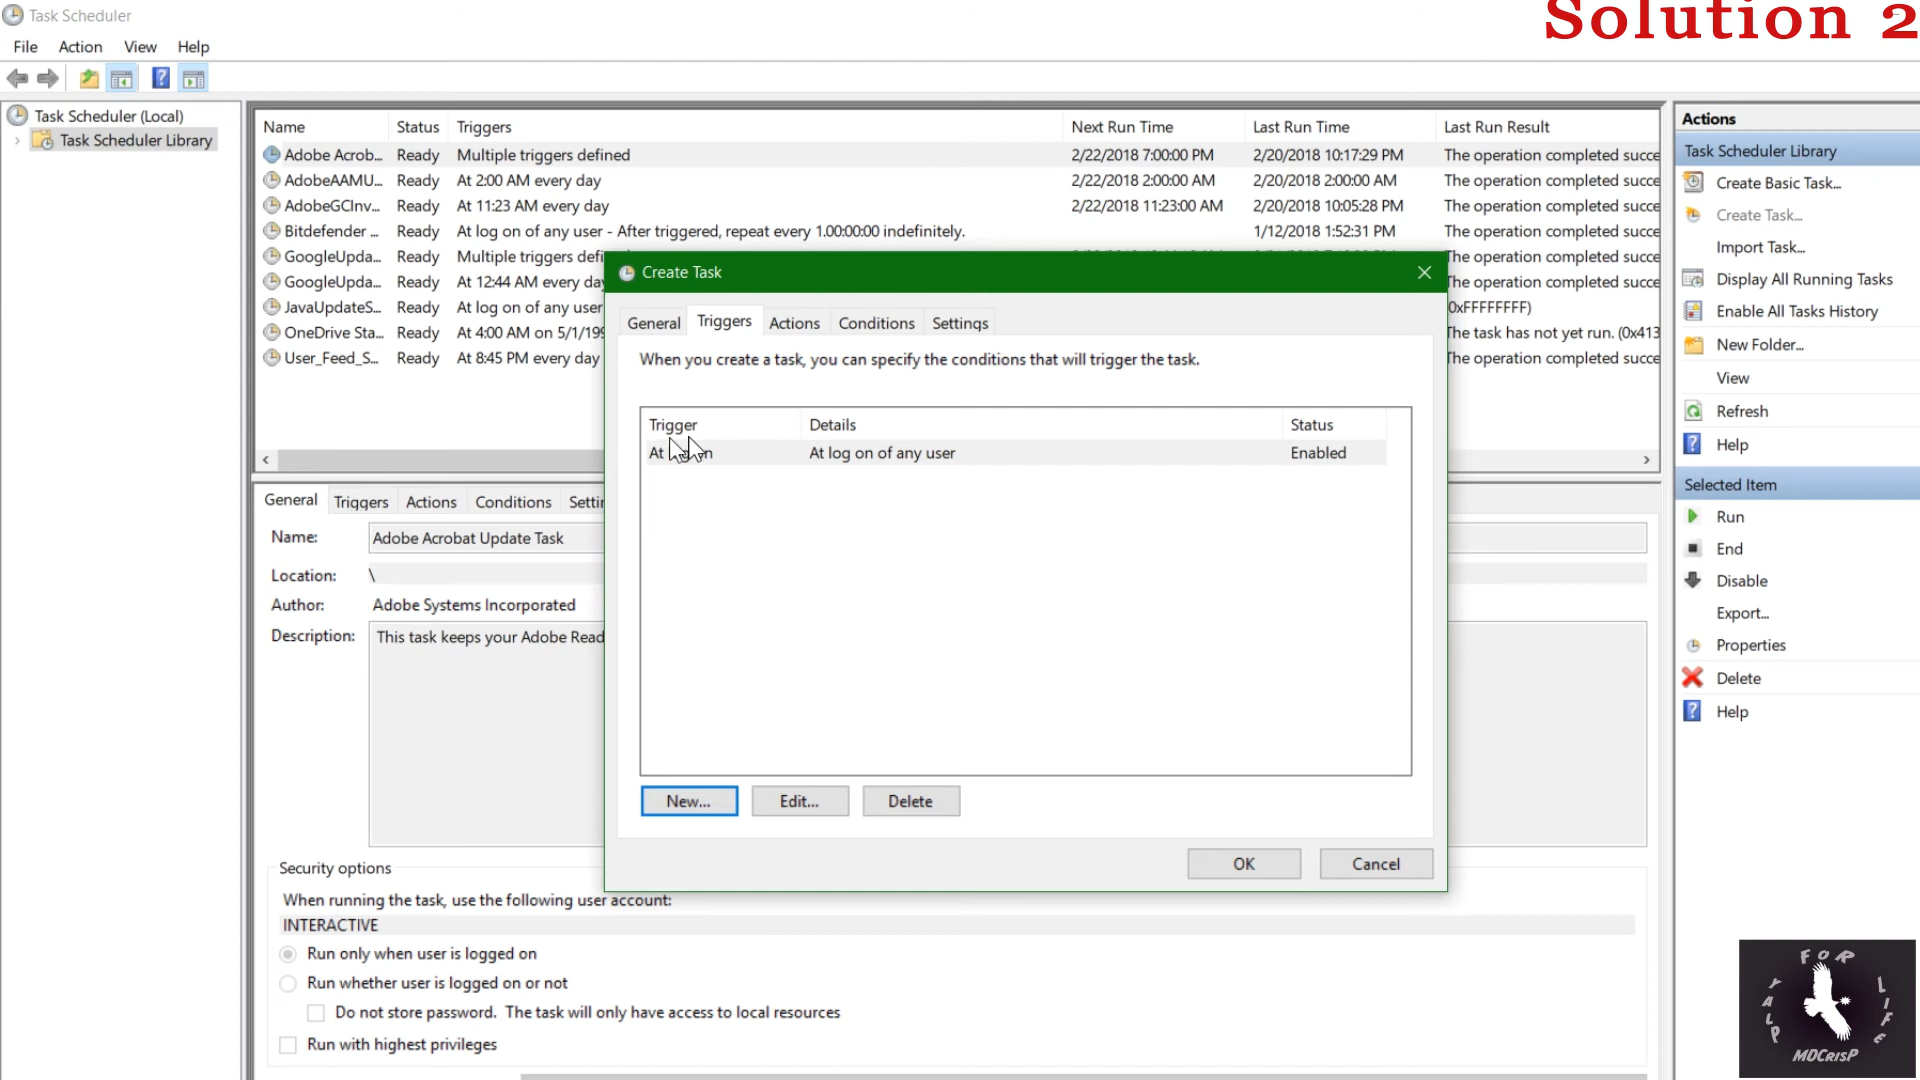 Task Scheduler
Solution 2
File Action View Help
Task Scheduler (Local)
Task Scheduler Library
Name Status Triggers Next Run Time Last Run Time Last Run Result
Adobe Acrob... Ready Multiple triggers defined 2/22/2018 7:00:00 PM 2/20/2018 10:17:29 PM The operation completed succe
AdobeAAMU... Ready At 2:00 AM every day 2/22/2018 2:00:00 AM 2/20/2018 2:00:00 AM The operation completed succe
AdobeGCInv... Ready At 11:23 AM every day 2/22/2018 11:23:00 AM 2/20/2018 10:05:28 PM The operation completed succe
Bitdefender ... Ready At log on of any user - After triggered, repeat every 1.00:00:00 indefinitely. 1/12/2018 1:52:31 PM The operation completed succe
GoogleUpda... Ready Multiple triggers defi The operation completed succe
GoogleUpda... Ready At 12:44 AM every day The operation completed succe
JavaUpdateS... Ready At log on of any user 0xFFFFFFFF)
OneDrive Sta... Ready At 4:00 AM on 5/1/199 The task has not yet run. (0x413
User_Feed_S... Ready At 8:45 PM every day The operation completed succe
General Triggers Actions Conditions Settin
Name: Adobe Acrobat Update Task
Location: \
Author: Adobe Systems Incorporated
Description: This task keeps your Adobe Read
Security options
When running the task, use the following user account:
INTERACTIVE
Run only when user is logged on
Run whether user is logged on or not
Do not store password. The task will only have access to local resources
Run with highest privileges
Create Task
General Triggers Actions Conditions Settings
When you create a task, you can specify the conditions that will trigger the task.
Trigger Details Status
At At log on of any user Enabled
New... Edit... Delete
OK Cancel
Actions
Task Scheduler Library
Create Basic Task...
Create Task...
Import Task...
Display All Running Tasks
Enable All Tasks History
New Folder...
View
Refresh
Help
Selected Item
Run
End
Disable
Export...
Properties
Delete
Help
YALP FOR LIFE
MDCrisP